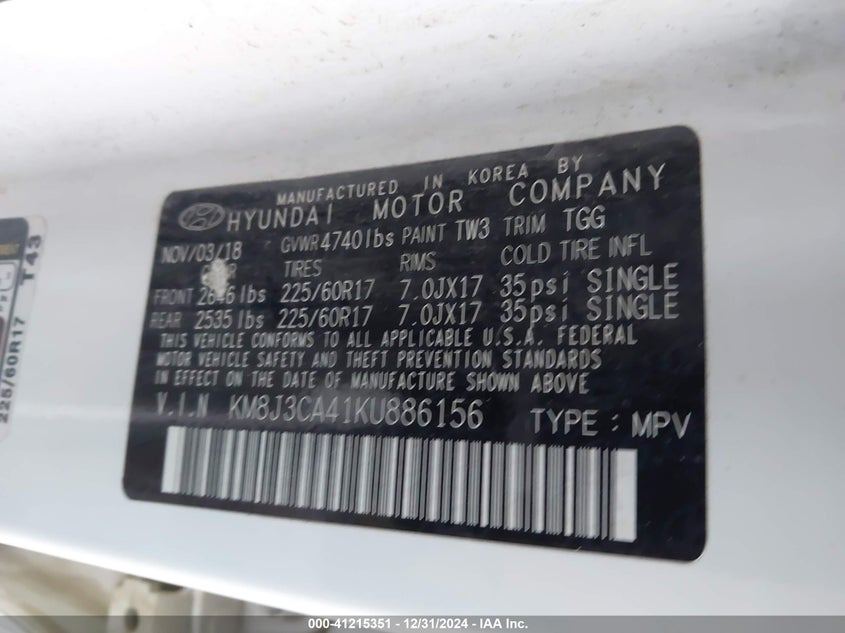 MANUFACTURED IN KOREA BY
HYUNDAI MOTOR COMPANY
NOV/03/18 GVWR 4740lbs PAINT TW3 TRIM TGG
TIRES RIMS COLD TIRE INFL
FRONT lbs 225/60R17 7.0JX17 35psi SINGLE
REAR 2535lbs 225/60R17 7.0JX17 35psi SINGLE
THIS VEHICLE CONFORMS TO ALL APPLICABLE U.S.A. FEDERAL
MOTOR VEHICLE SAFETY AND THEFT PREVENTION STANDARDS
IN EFFECT ON THE DATE OF MANUFACTURE SHOWN ABOVE
V.I.N KM8J3CA41KU886156 TYPE : MPV
225/60R17 T43
000-41215351 - 12/31/2024 - IAA Inc.